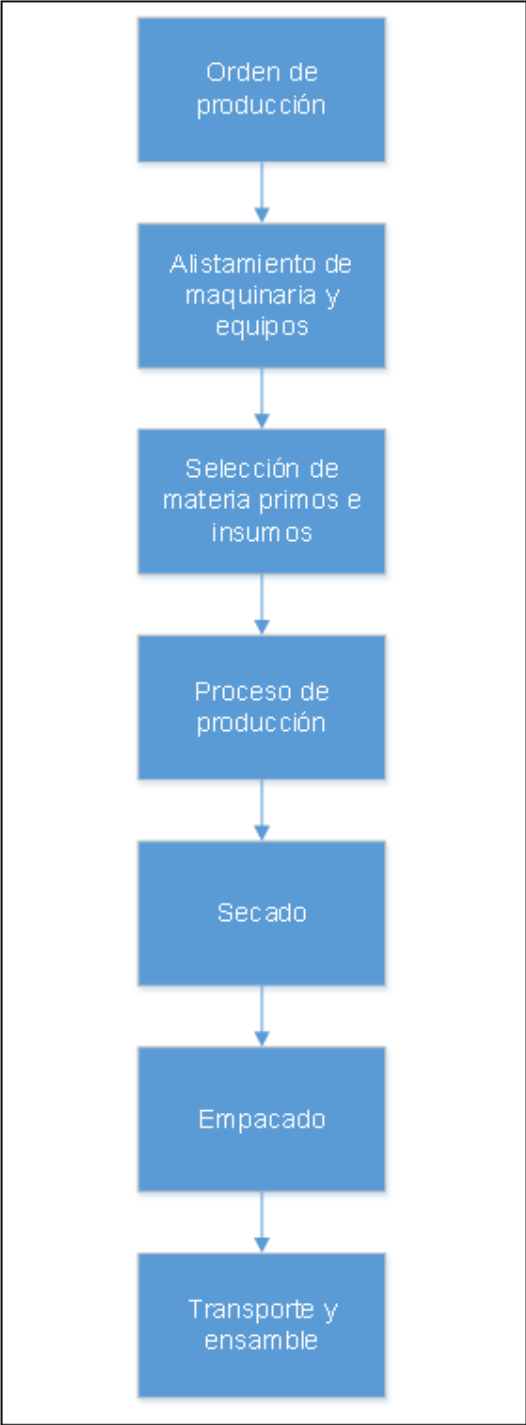 Orden de
producción
Alistamiento de
maquinaria y
equipos
Selección de
materia primos e
insumos
Proceso de
producción
Secado
Empacado
Transporte y
ensamble